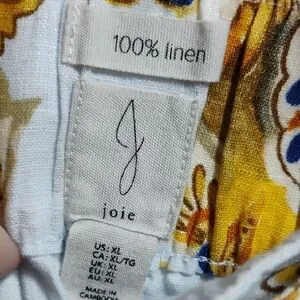 100% linen
J
joie
US: XL
CA: XL/TG
UK: XL
EU: XL
AU: XL
MADE IN
CAMBODIA